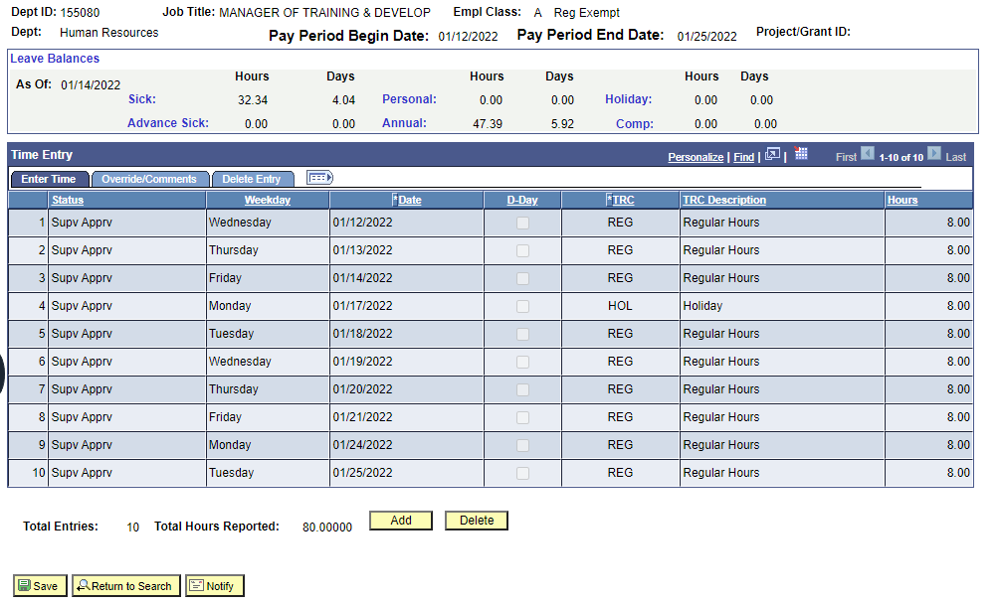 Dept ID: 155080 Job Title: MANAGER OF TRAINING & DEVELOP Empl Class: A Reg Exempt
Dept: Human Resources Pay Period Begin Date: 01/12/2022 Pay Period End Date: 01/25/2022 Project/Grant ID:
Leave Balances
Hours Days Hours Days Hours Days
As Of: 01/14/2022
Sick: 32.34 4.04 Personal: 0.00 0.00 Holiday: 0.00 0.00
Advance Sick: 0.00 0.00 Annual: 47.39 5.92 Comp: 0.00 0.00
Time Entry Personalize | Find | | First 1-10 of 10 Last
Enter Time Override/Comments Delete Entry
Status Weekday *Date D-Day *TRC TRC Description Hours
1 Supv Apprv Wednesday 01/12/2022 REG Regular Hours 8.00
2 Supv Apprv Thursday 01/13/2022 REG Regular Hours 8.00
3 Supv Apprv Friday 01/14/2022 REG Regular Hours 8.00
4 Supv Apprv Monday 01/17/2022 HOL Holiday 8.00
5 Supv Apprv Tuesday 01/18/2022 REG Regular Hours 8.00
6 Supv Apprv Wednesday 01/19/2022 REG Regular Hours 8.00
7 Supv Apprv Thursday 01/20/2022 REG Regular Hours 8.00
8 Supv Apprv Friday 01/21/2022 REG Regular Hours 8.00
9 Supv Apprv Monday 01/24/2022 REG Regular Hours 8.00
10 Supv Apprv Tuesday 01/25/2022 REG Regular Hours 8.00
Total Entries: 10 Total Hours Reported: 80.00000 Add Delete
Save Return to Search Notify